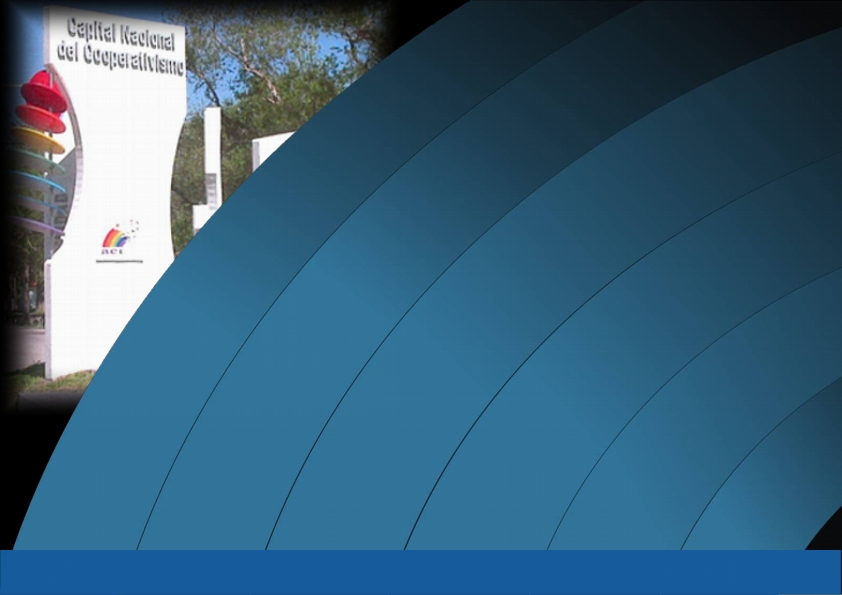 Capital Nacional
del Cooperativismo
aci